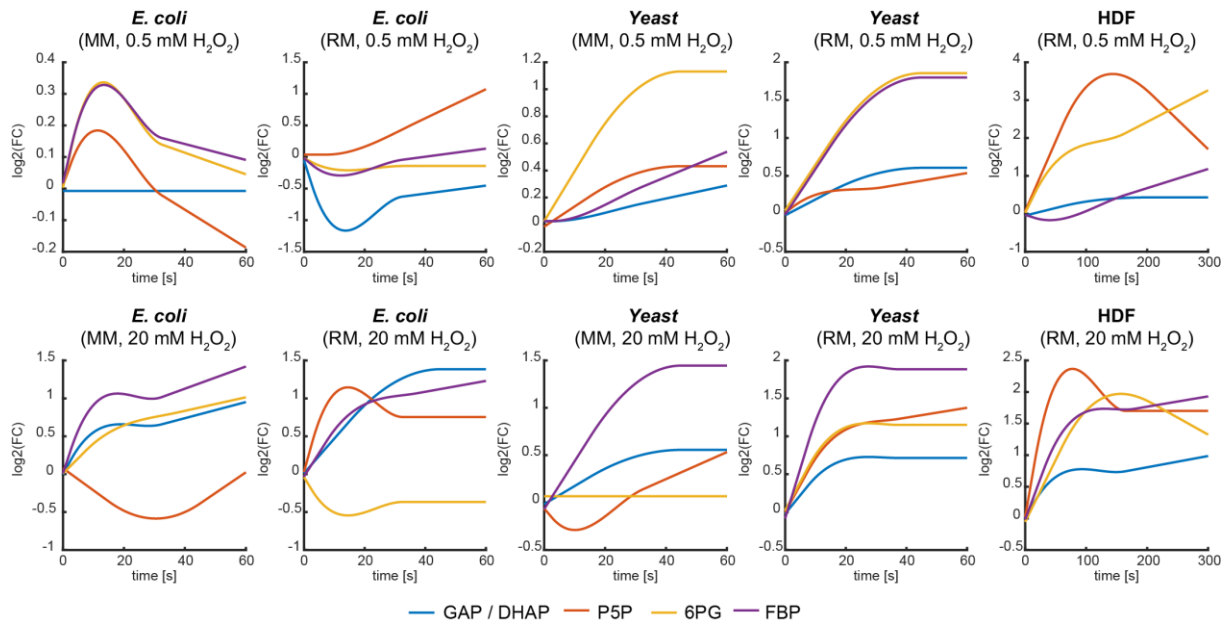 E. coli
(MM, 0.5 mM H₂O₂)
E. coli
(RM, 0.5 mM H₂O₂)
Yeast
(MM, 0.5 mM H₂O₂)
Yeast
(RM, 0.5 mM H₂O₂)
HDF
(RM, 0.5 mM H₂O₂)
log2(FC)
0.4
0.3
0.2
0.1
0
-0.1
-0.2
0 20 40 60
time [s]
log2(FC)
1.5
1.0
0.5
0
-0.5
-1.0
-1.5
0 20 40 60
time [s]
log2(FC)
1.2
1.0
0.8
0.6
0.4
0.2
0
-0.2
0 20 40 60
time [s]
log2(FC)
2
1.5
1
0.5
0
-0.5
0 20 40 60
time [s]
log2(FC)
4
3
2
1
0
-1
0 100 200 300
time [s]
E. coli
(MM, 20 mM H₂O₂)
E. coli
(RM, 20 mM H₂O₂)
Yeast
(MM, 20 mM H₂O₂)
Yeast
(RM, 20 mM H₂O₂)
HDF
(RM, 20 mM H₂O₂)
log2(FC)
1.5
1
0.5
0
-0.5
-1
0 20 40 60
time [s]
log2(FC)
1.5
1.0
0.5
0
-0.5
-1
0 20 40 60
time [s]
log2(FC)
1.5
1
0.5
0
-0.5
0 20 40 60
time [s]
log2(FC)
2
1.5
1
0.5
0
-0.5
0 20 40 60
time [s]
log2(FC)
2.5
2.0
1.5
1
0.5
0
-0.5
0 100 200 300
time [s]
GAP / DHAP P5P 6PG FBP